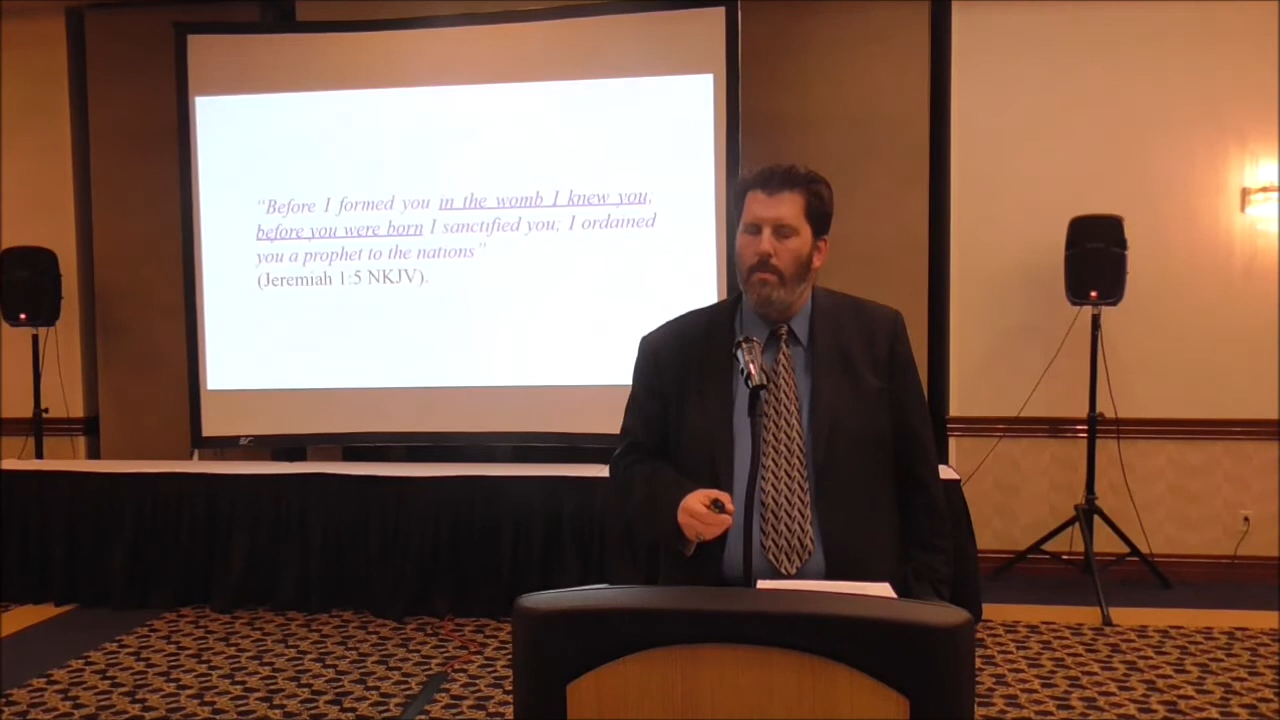 “Before I formed you in the womb I knew you,
before you were born I sanctified you; I ordained
you a prophet to the nations”
(Jeremiah 1:5 NKJV).